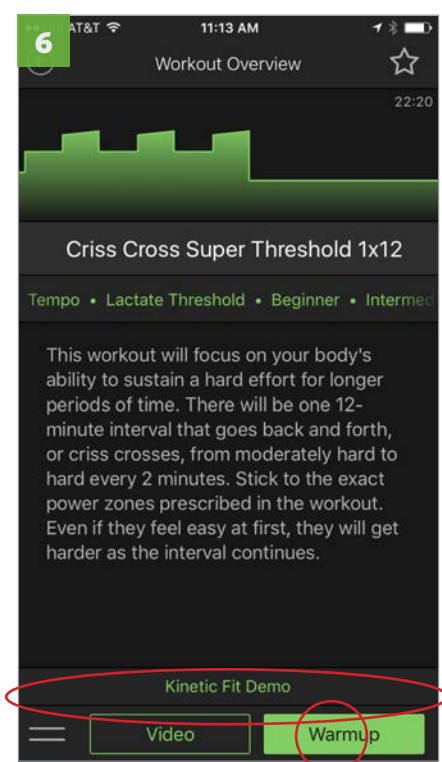 6
AT&T 11:13 AM
Workout Overview
22:20
Criss Cross Super Threshold 1x12
Tempo • Lactate Threshold • Beginner • Intermed
This workout will focus on your body's
ability to sustain a hard effort for longer
periods of time. There will be one 12-
minute interval that goes back and forth,
or criss crosses, from moderately hard to
hard every 2 minutes. Stick to the exact
power zones prescribed in the workout.
Even if they feel easy at first, they will get
harder as the interval continues.
Kinetic Fit Demo
Video Warmup